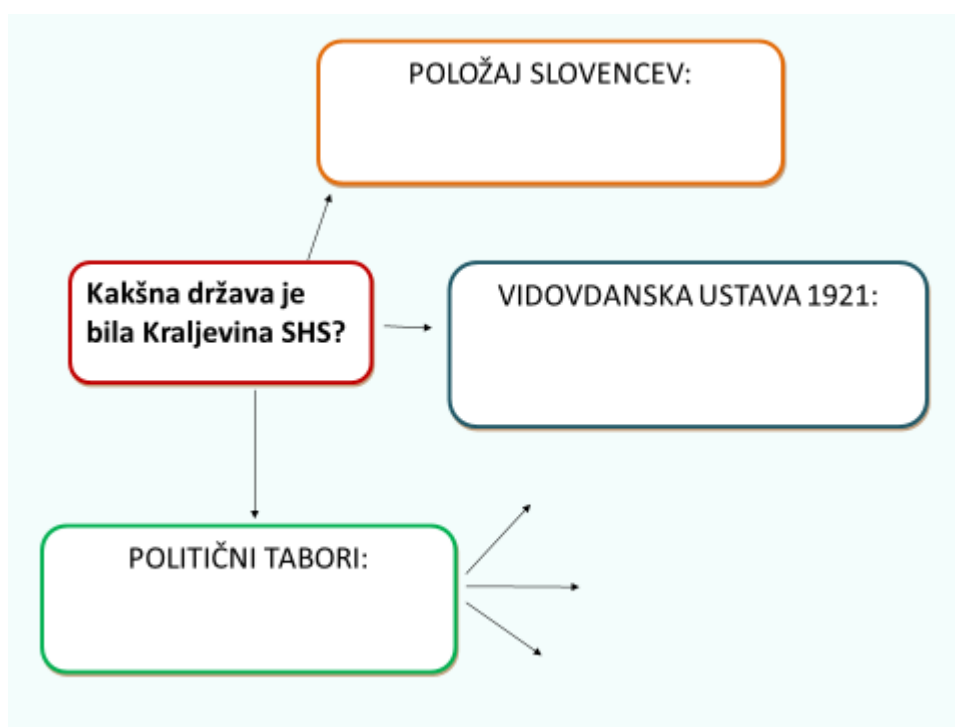 POLOŽAJ SLOVENCEV:
Kakšna država je
bila Kraljevina SHS?
VIDOVDANSKA USTAVA 1921:
POLITIČNI TABORI: